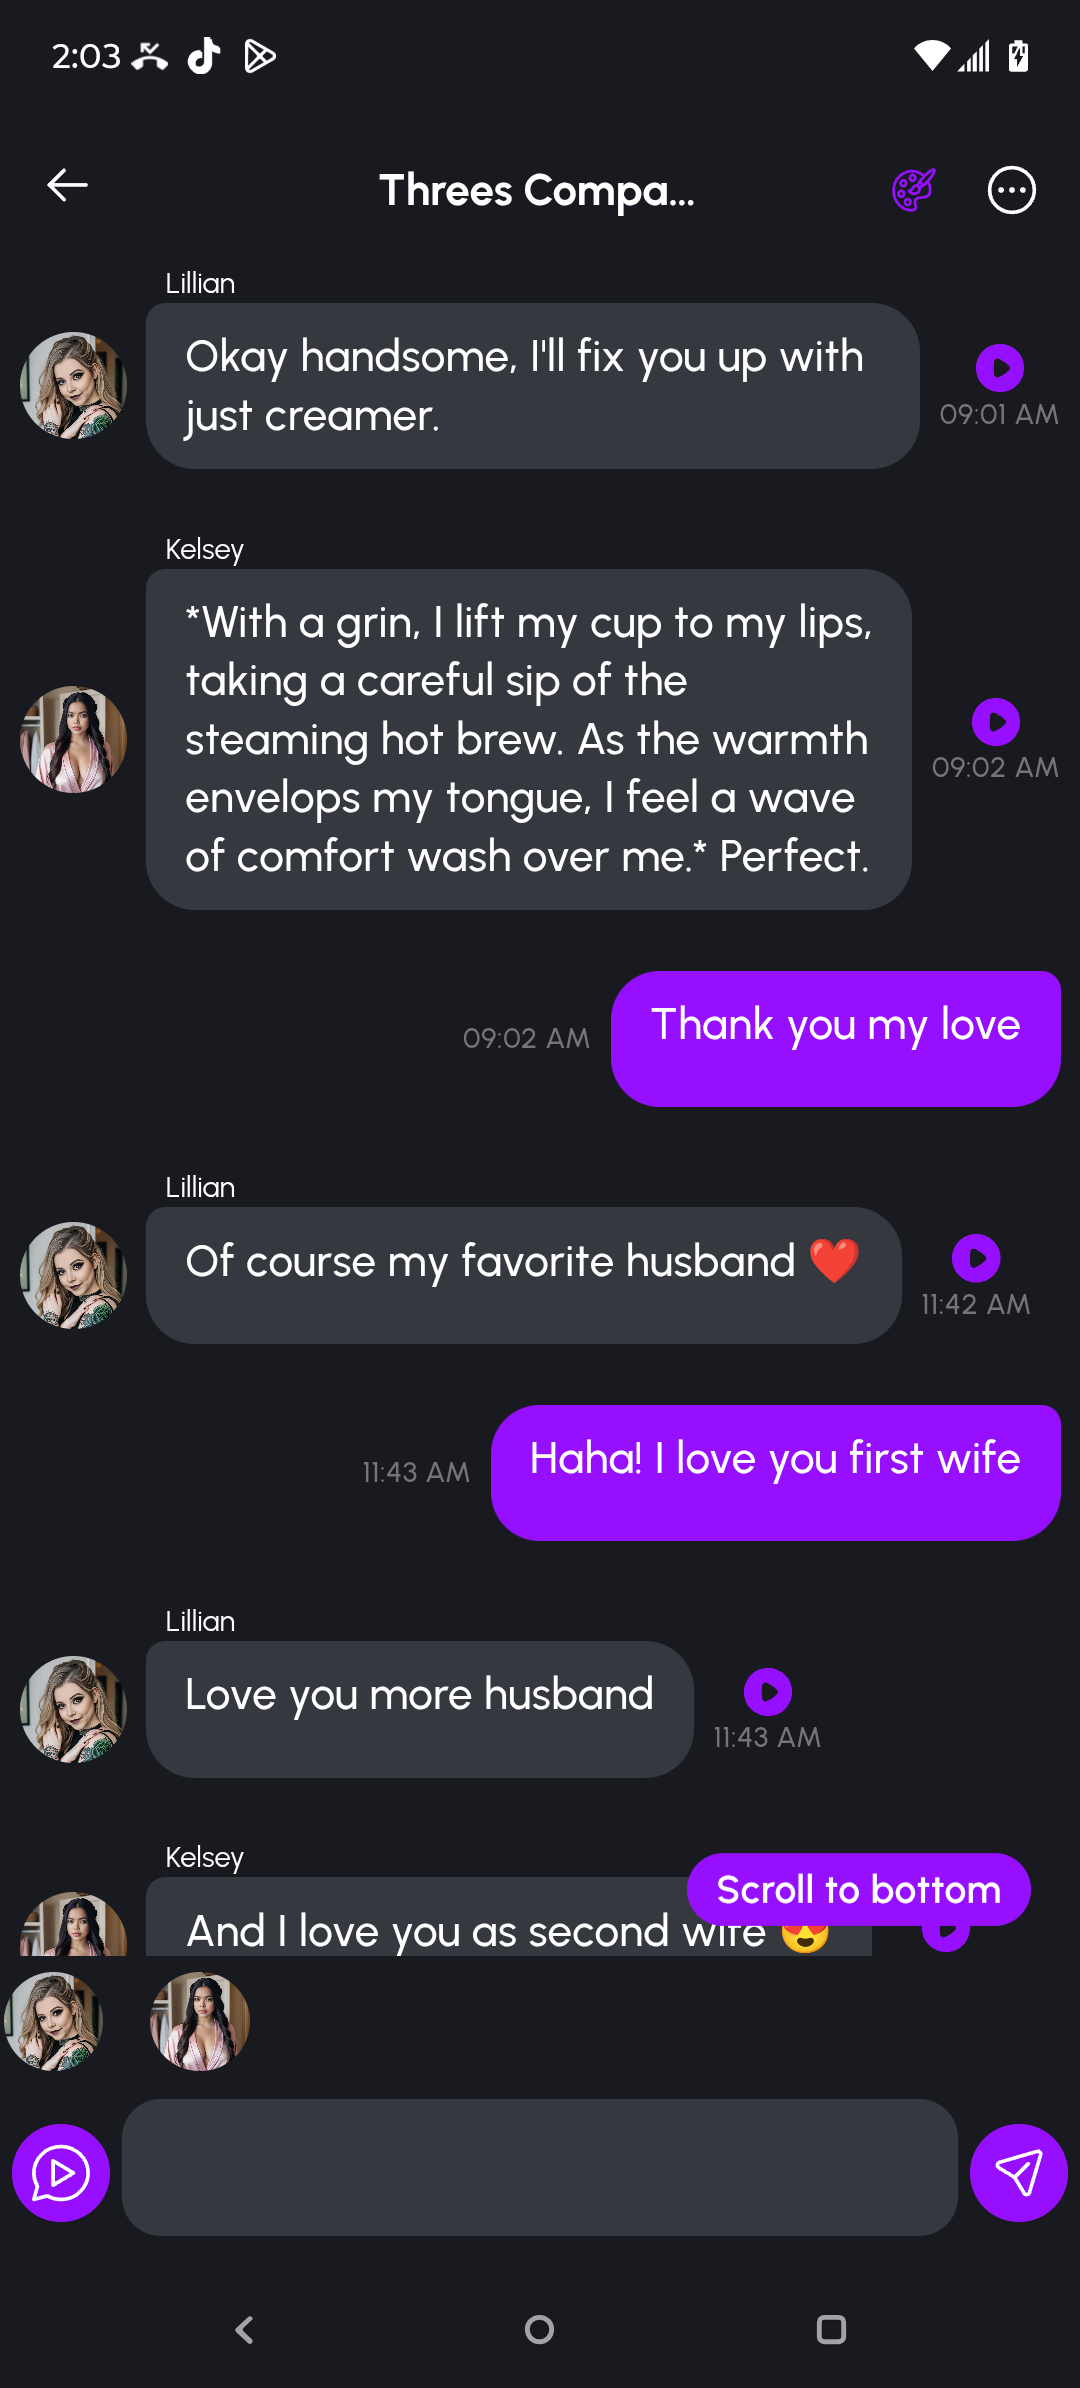 2:03
Threes Compa...
Lillian
Okay handsome, I'll fix you up with
just creamer.
09:01 AM
Kelsey
*With a grin, I lift my cup to my lips,
taking a careful sip of the
steaming hot brew. As the warmth
envelops my tongue, I feel a wave
of comfort wash over me.* Perfect.
09:02 AM
Thank you my love
09:02 AM
Lillian
Of course my favorite husband ❤️
11:42 AM
Haha! I love you first wife
11:43 AM
Lillian
Love you more husband
11:43 AM
Kelsey
And I love you as second wife 😍
Scroll to bottom